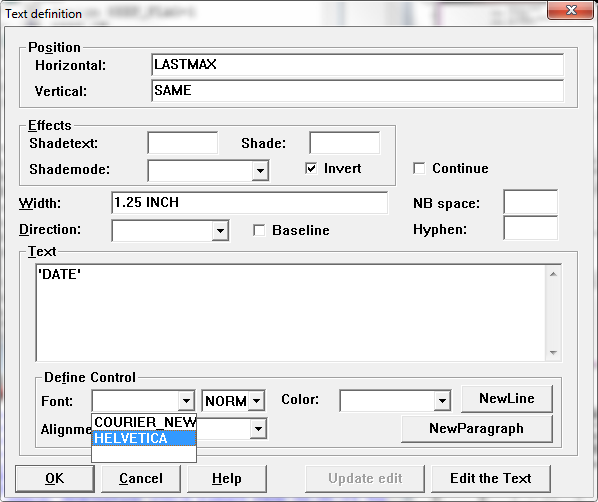 Text definition
Position
Horizontal: LASTMAX
Vertical: SAME
Effects
Shadetext: Shade:
Shademode: Invert Continue
Width: 1.25 INCH NB space:
Direction: Baseline Hyphen:
Text
'DATE'
Define Control
Font: NORM Color: NewLine
COURIER_NEW
Alignme NewParagraph
HELVETICA
OK Cancel Help Update edit Edit the Text